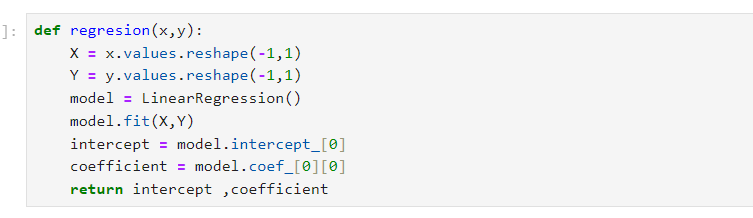 ]: def regresion(x,y):
    X = x.values.reshape(-1,1)
    Y = y.values.reshape(-1,1)
    model = LinearRegression()
    model.fit(X,Y)
    intercept = model.intercept_[0]
    coefficient = model.coef_[0][0]
    return intercept ,coefficient